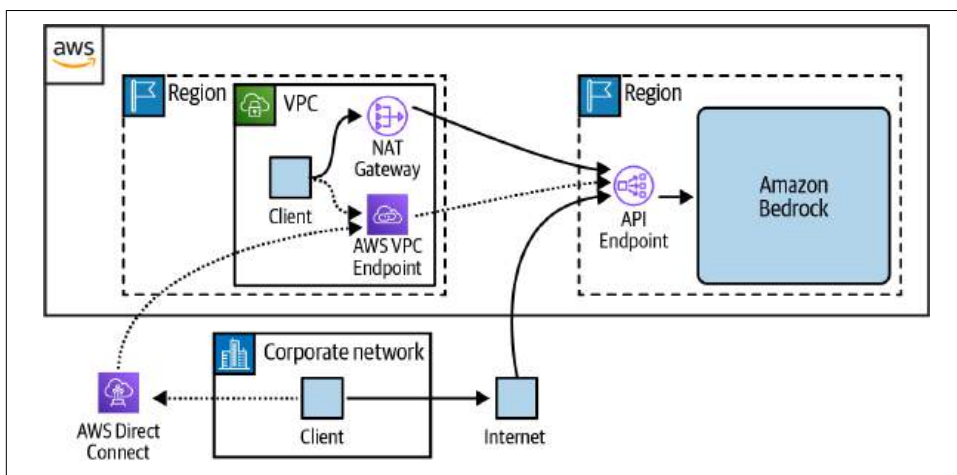 aws
Region
VPC
NAT
Gateway
Client
AWS VPC
Endpoint
Region
API
Endpoint
Amazon
Bedrock
Corporate network
AWS Direct
Connect
Client
Internet